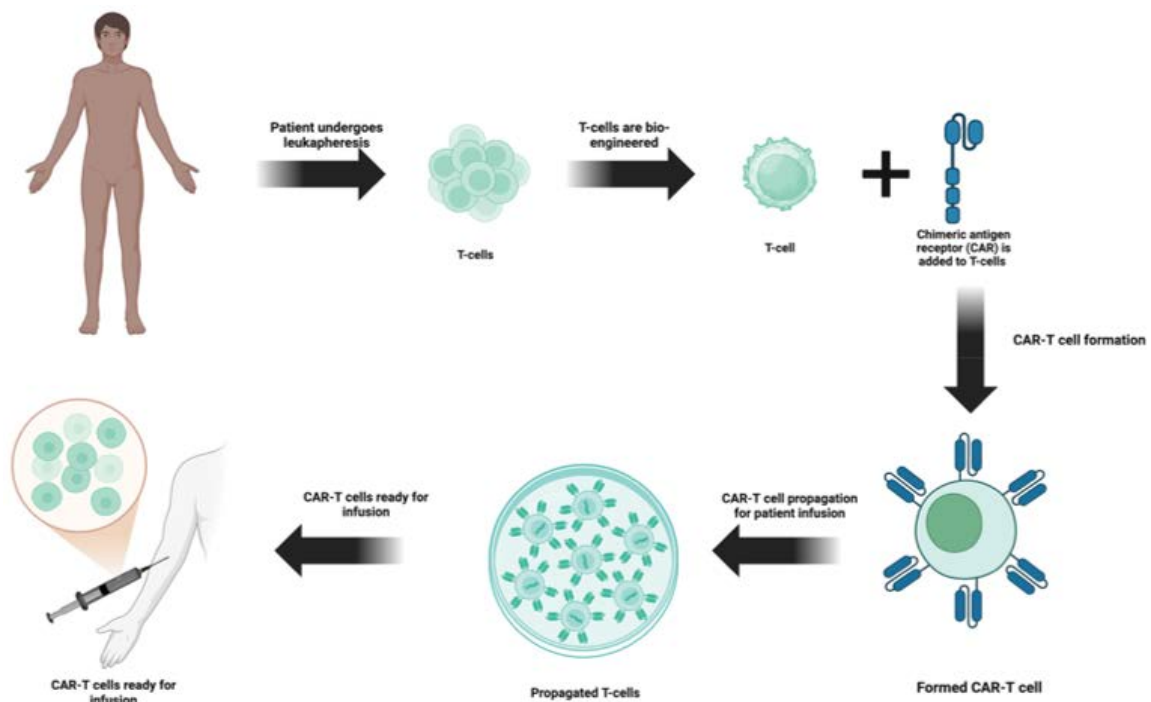 Patient undergoes
leukapheresis
T-cells are bio-
engineered
T-cells
T-cell
Chimeric antigen
receptor (CAR) is
added to T-cells
CAR-T cell formation
CAR-T cells ready for
infusion
CAR-T cell propagation
for patient infusion
CAR-T cells ready for
infusion
Propagated T-cells
Formed CAR-T cell